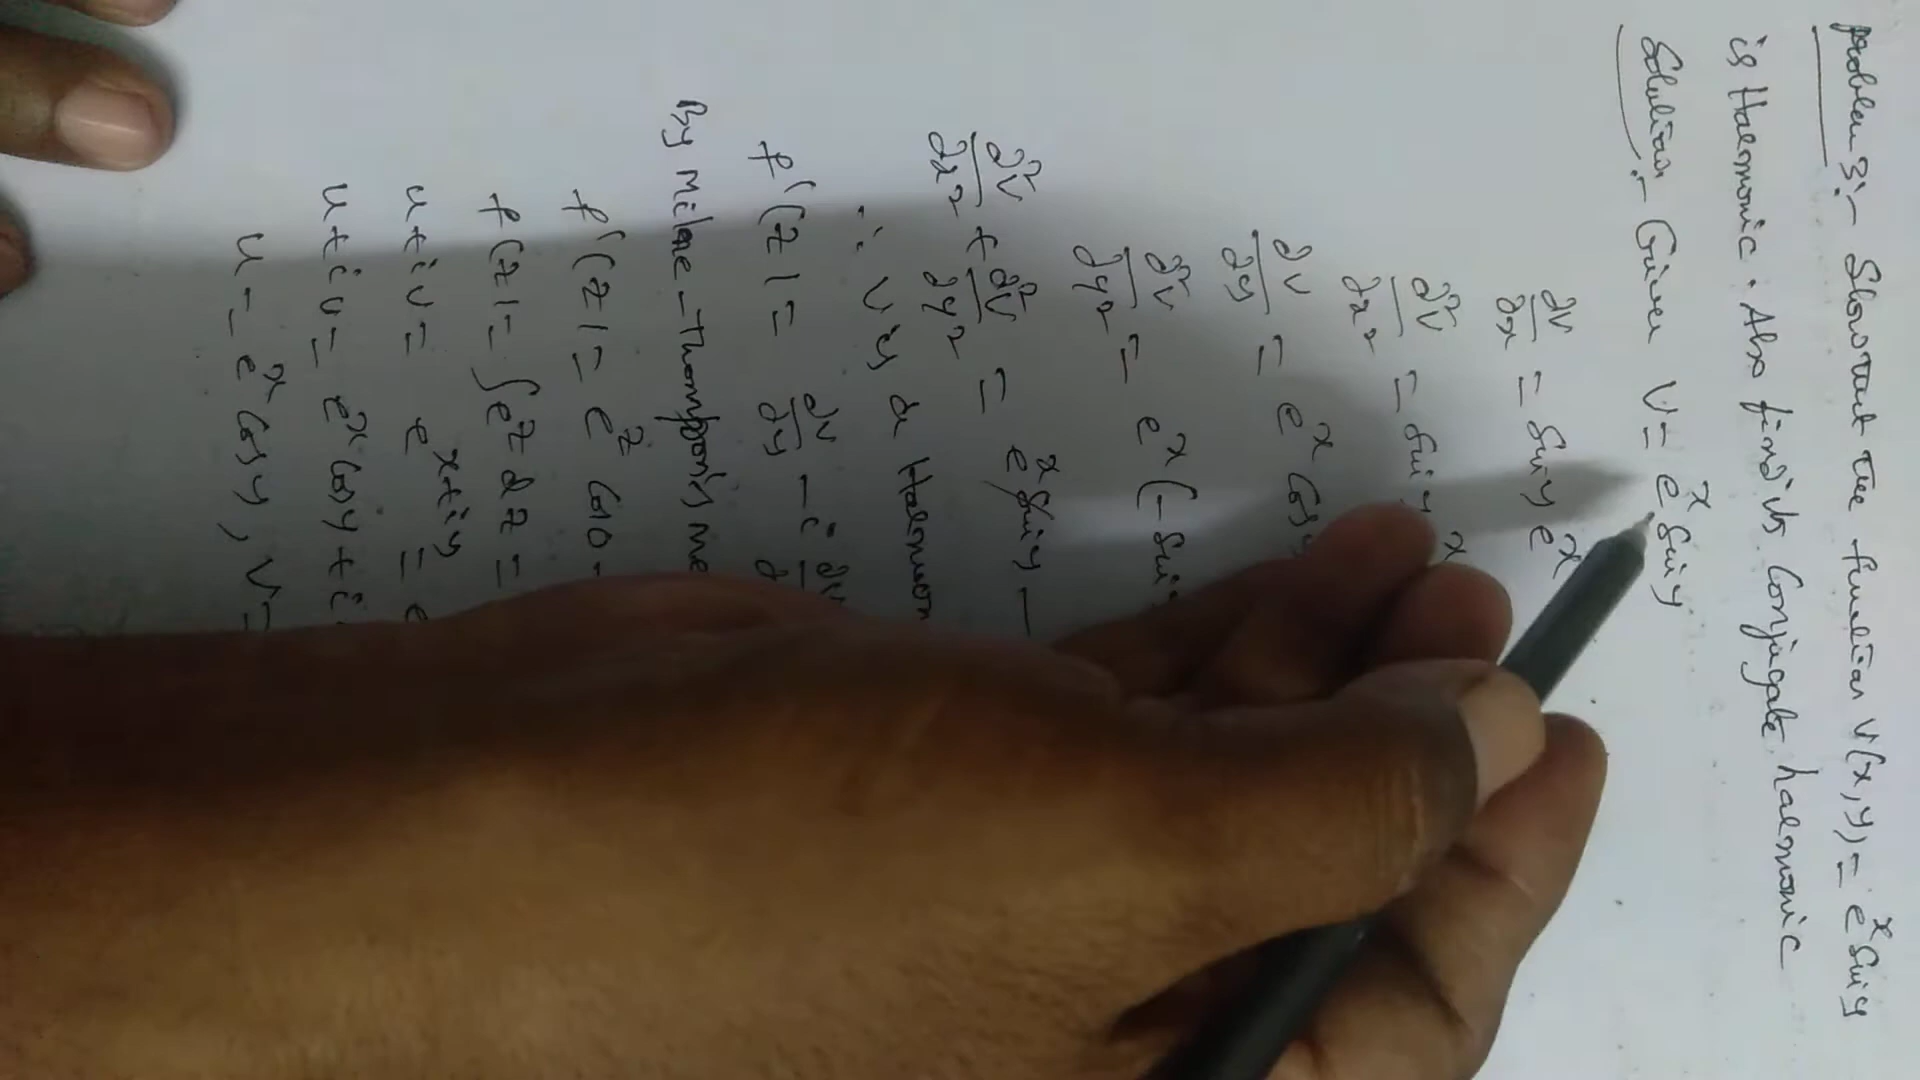 Problem 3:- Show that the function V(x,y) = e^x Sin y
is Harmonic. Also find its Conjugate harmonic
Solution:- Given V = e^x Sin y
∂V/∂x = Sin y e^x
∂²V/∂x² = Sin y e^x
∂V/∂y = e^x Cos y
∂²V/∂y² = e^x (- Sin
∂²V/∂x² + ∂²V/∂y² = e^x Sin y -
∴ V is a Harmon
f'(z) = ∂V/∂y - i ∂V
By Milne-Thompson's Me
f'(z) = e^z Cos 0 -
f(z) = ∫ e^z dz =
u + iv = e^{x+iy} = e
u + iv = e^x Cos y + i
u = e^x Cos y, V =